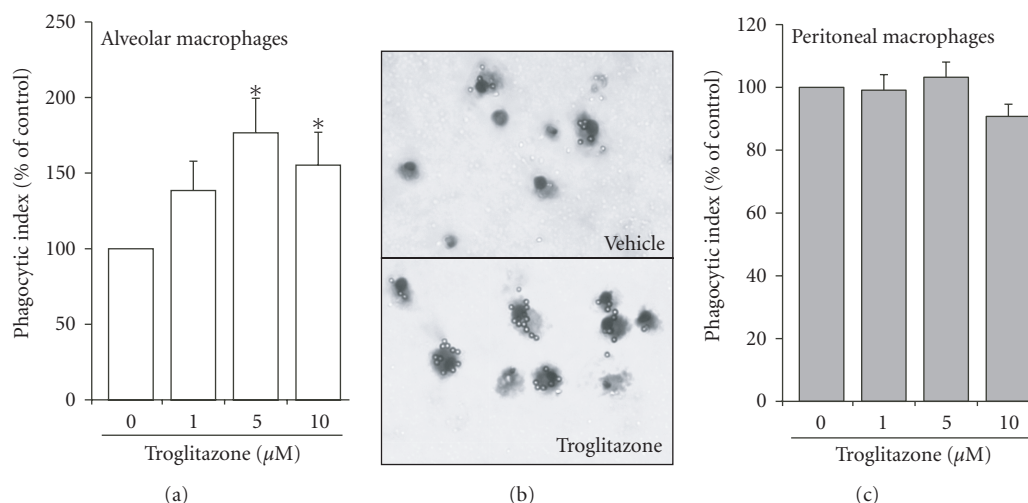 Alveolar macrophages
Phagocytic index (% of control)
250
200
150
100
50
0
*
*
0 1 5 10
Troglitazone (µM)
(a)
Vehicle
Troglitazone
(b)
Peritoneal macrophages
Phagocytic index (% of control)
120
100
80
60
40
20
0
0 1 5 10
Troglitazone (µM)
(c)